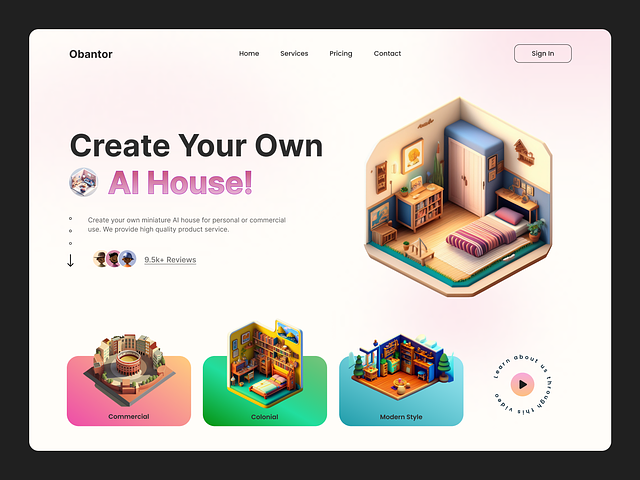 Obantor
Home Services Pricing Contact
Sign In
Create Your Own
AI House!
Create your own miniature AI house for personal or commercial
use. We provide high quality product service.
9.5k+ Reviews
Commercial
Colonial
Modern Style
Learn about us through this video